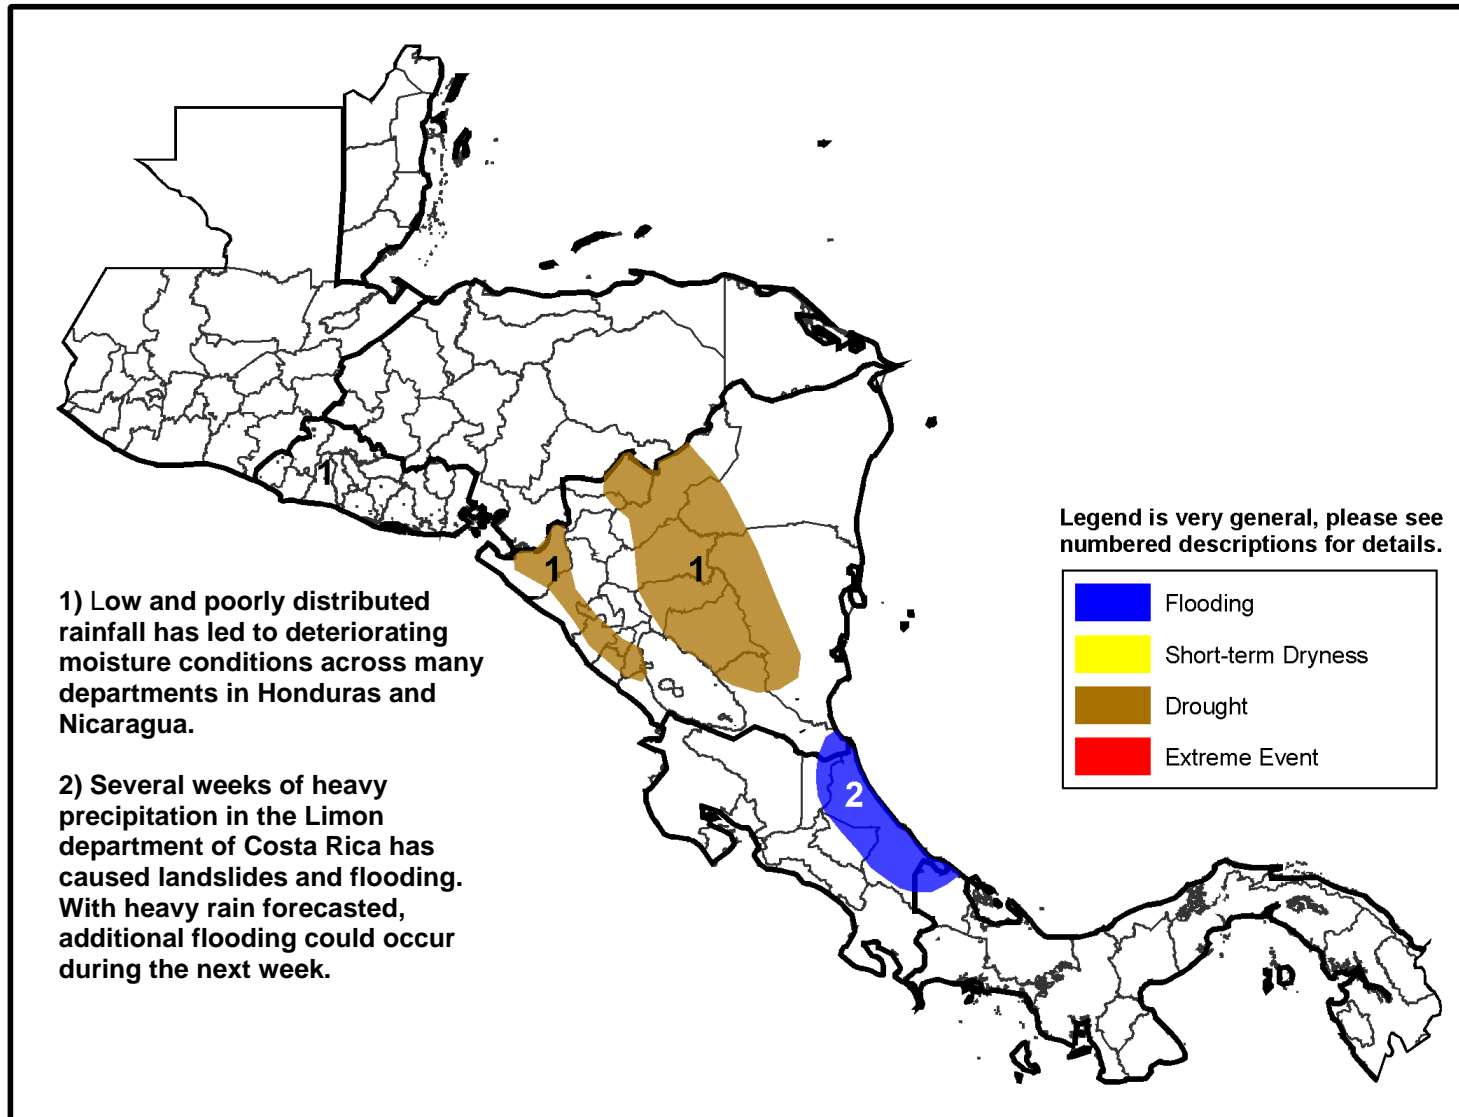 1
1
1
2
1) Low and poorly distributed
rainfall has led to deteriorating
moisture conditions across many
departments in Honduras and
Nicaragua.
2) Several weeks of heavy
precipitation in the Limon
department of Costa Rica has
caused landslides and flooding.
With heavy rain forecasted,
additional flooding could occur
during the next week.
Legend is very general, please see
numbered descriptions for details.
Flooding
Short-term Dryness
Drought
Extreme Event